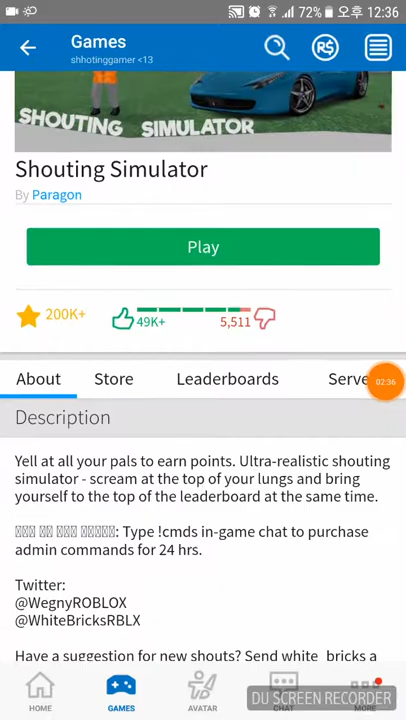 72% 오후 12:36
Games
shhotinggamer <13
R$
SHOUTING SIMULATOR
Shouting Simulator
By Paragon
Play
200K+ 49K+ 5,511
About Store Leaderboards Serve
02:36
Description
Yell at all your pals to earn points. Ultra-realistic shouting
simulator - scream at the top of your lungs and bring
yourself to the top of the leaderboard at the same time.
: Type !cmds in-game chat to purchase
admin commands for 24 hrs.
Twitter:
@WegnyROBLOX
@WhiteBricksRBLX
Have a suggestion for new shouts? Send white_bricks a
HOME GAMES AVATAR CHAT MORE
DU SCREEN RECORDER